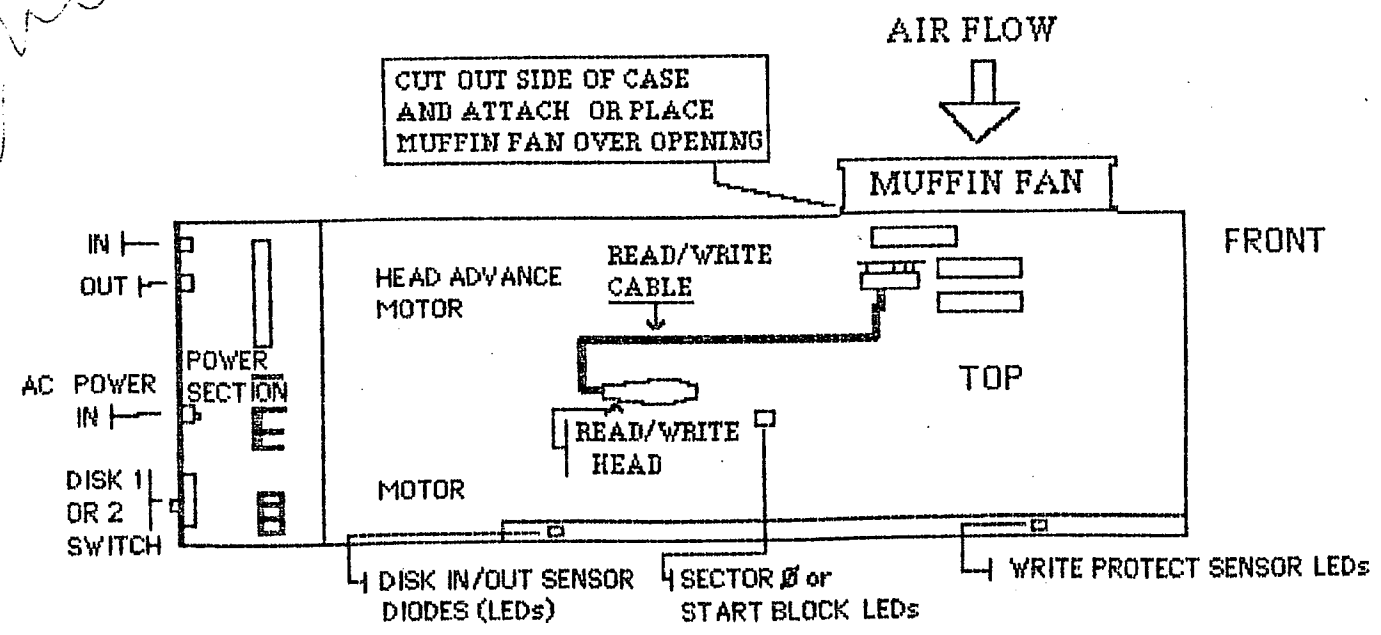 AIR FLOW
CUT OUT SIDE OF CASE
AND ATTACH OR PLACE
MUFFIN FAN OVER OPENING
MUFFIN FAN
FRONT
IN
OUT
HEAD ADVANCE
MOTOR
READ/WRITE
CABLE
POWER
SECTION
AC POWER
IN
TOP
READ/WRITE
HEAD
DISK 1
OR 2
SWITCH
MOTOR
DISK IN/OUT SENSOR
DIODES (LEDs)
SECTOR Ø or
START BLOCK LEDs
WRITE PROTECT SENSOR LEDs